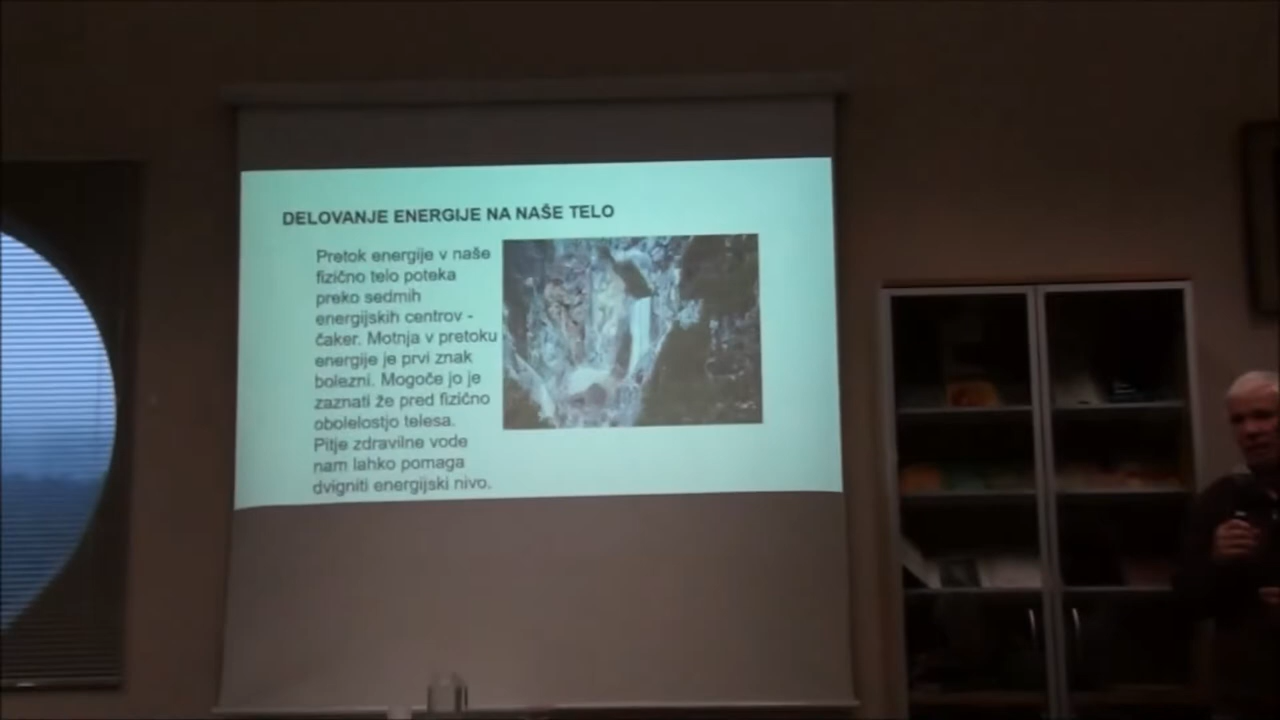 DELOVANJE ENERGIJE NA NAŠE TELO
Pretok energije v naše
fizično telo poteka
preko sedmih
energijskih centrov -
čaker. Motnja v pretoku
energije je prvi znak
bolezni. Mogoče jo je
zaznati že pred fizično
obolelostjo telesa.
Pitje zdravilne vode
nam lahko pomaga
dvigniti energijski nivo.